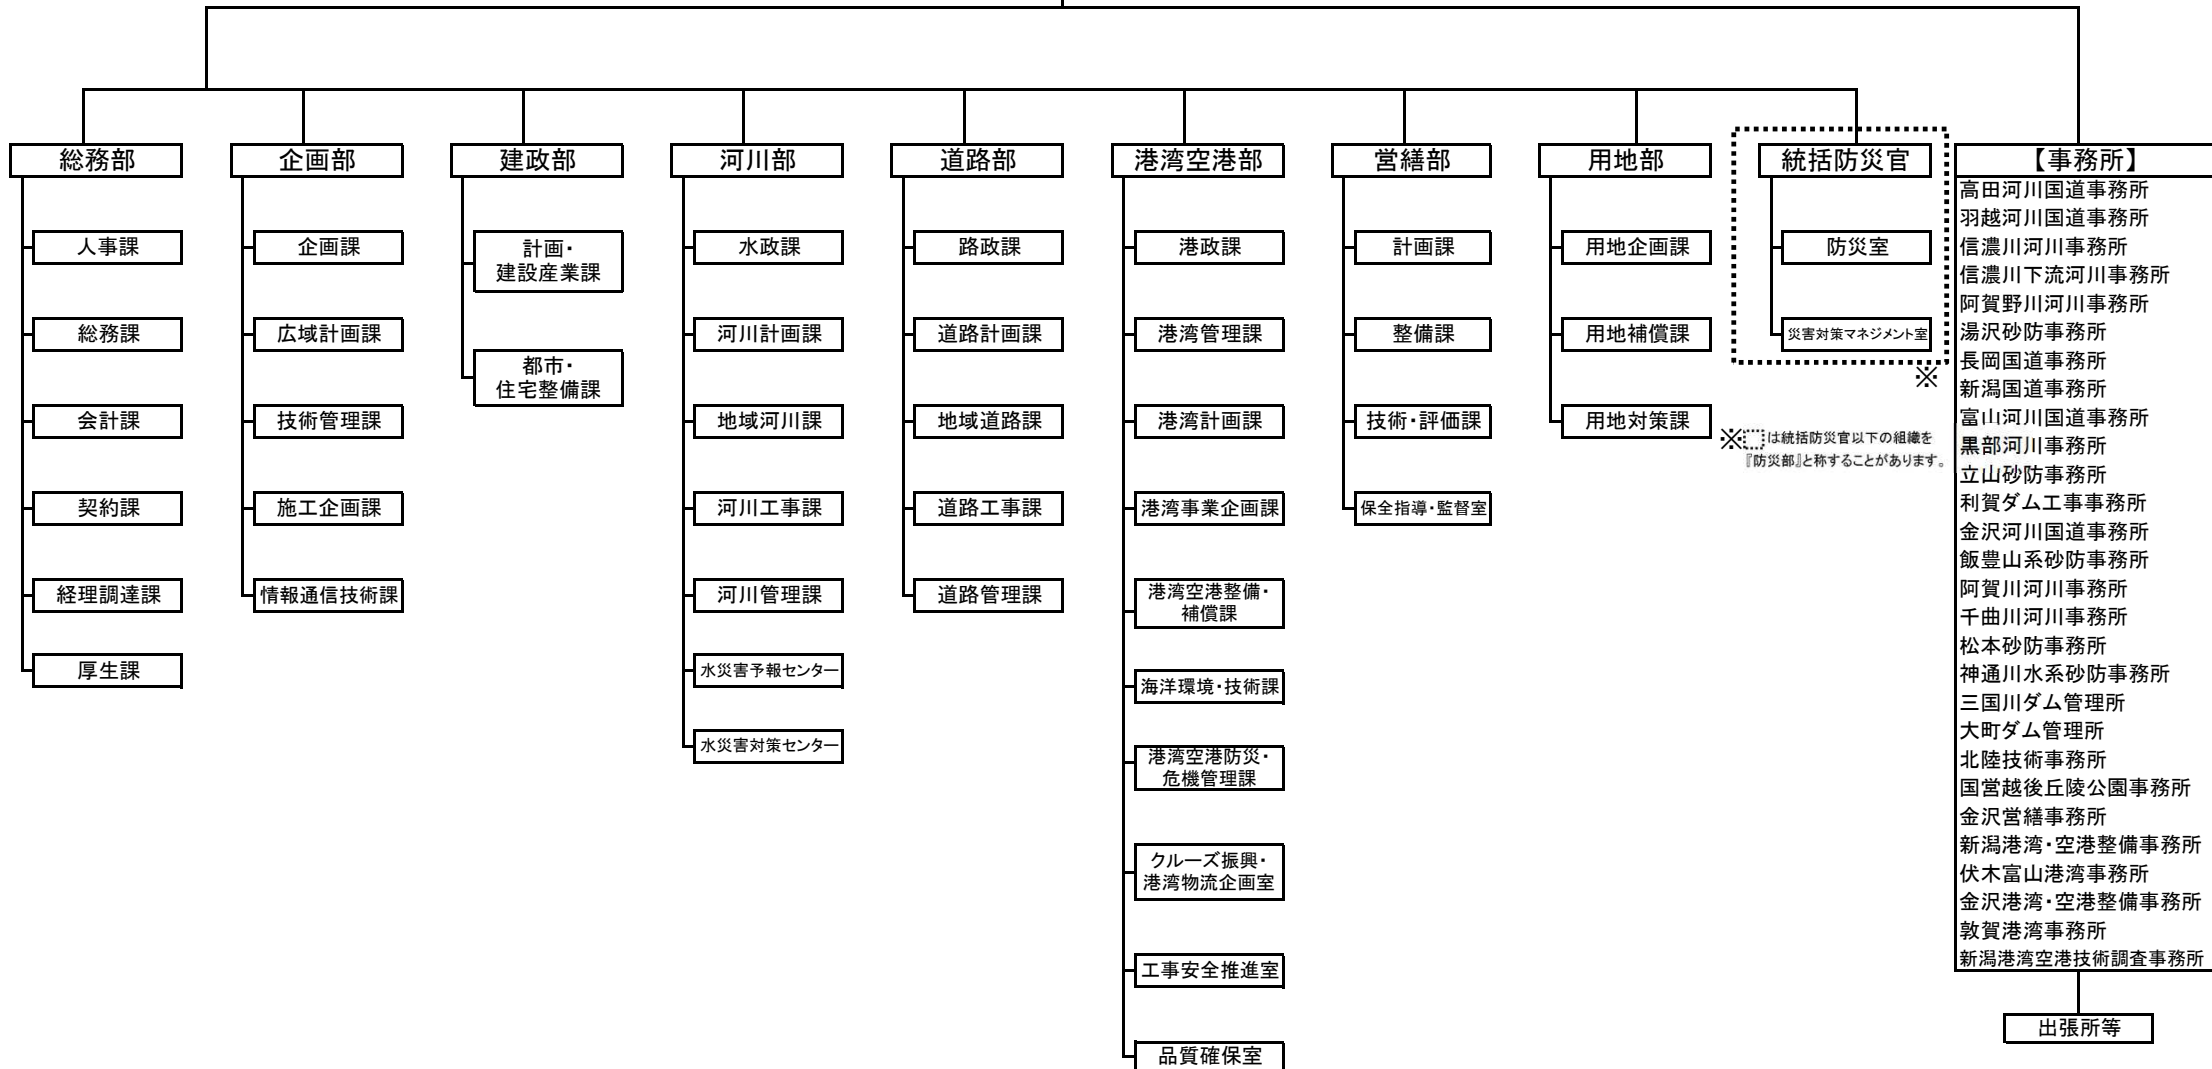 総務部
人事課
総務課
会計課
契約課
経理調達課
厚生課
企画部
企画課
広域計画課
技術管理課
施工企画課
情報通信技術課
建政部
計画・
建設産業課
都市・
住宅整備課
河川部
水政課
河川計画課
地域河川課
河川工事課
河川管理課
水災害予報センター
水災害対策センター
道路部
路政課
道路計画課
地域道路課
道路工事課
道路管理課
港湾空港部
港政課
港湾管理課
港湾計画課
港湾事業企画課
港湾空港整備・
補償課
海洋環境・技術課
港湾空港防災・
危機管理課
クルーズ振興・
港湾物流企画室
工事安全推進室
品質確保室
営繕部
計画課
整備課
技術・評価課
保全指導・監督室
用地部
用地企画課
用地補償課
用地対策課
統括防災官
防災室
災害対策マネジメント室
※
※は統括防災官以下の組織を
『防災部』と称することがあります。
【事務所】
高田河川国道事務所
羽越河川国道事務所
信濃川河川事務所
信濃川下流河川事務所
阿賀野川河川事務所
湯沢砂防事務所
長岡国道事務所
新潟国道事務所
富山河川国道事務所
黒部河川事務所
立山砂防事務所
利賀ダム工事事務所
金沢河川国道事務所
飯豊山系砂防事務所
阿賀川河川事務所
千曲川河川事務所
松本砂防事務所
神通川水系砂防事務所
三国川ダム管理所
大町ダム管理所
北陸技術事務所
国営越後丘陵公園事務所
金沢営繕事務所
新潟港湾・空港整備事務所
伏木富山港湾事務所
金沢港湾・空港整備事務所
敦賀港湾事務所
新潟港湾空港技術調査事務所
出張所等